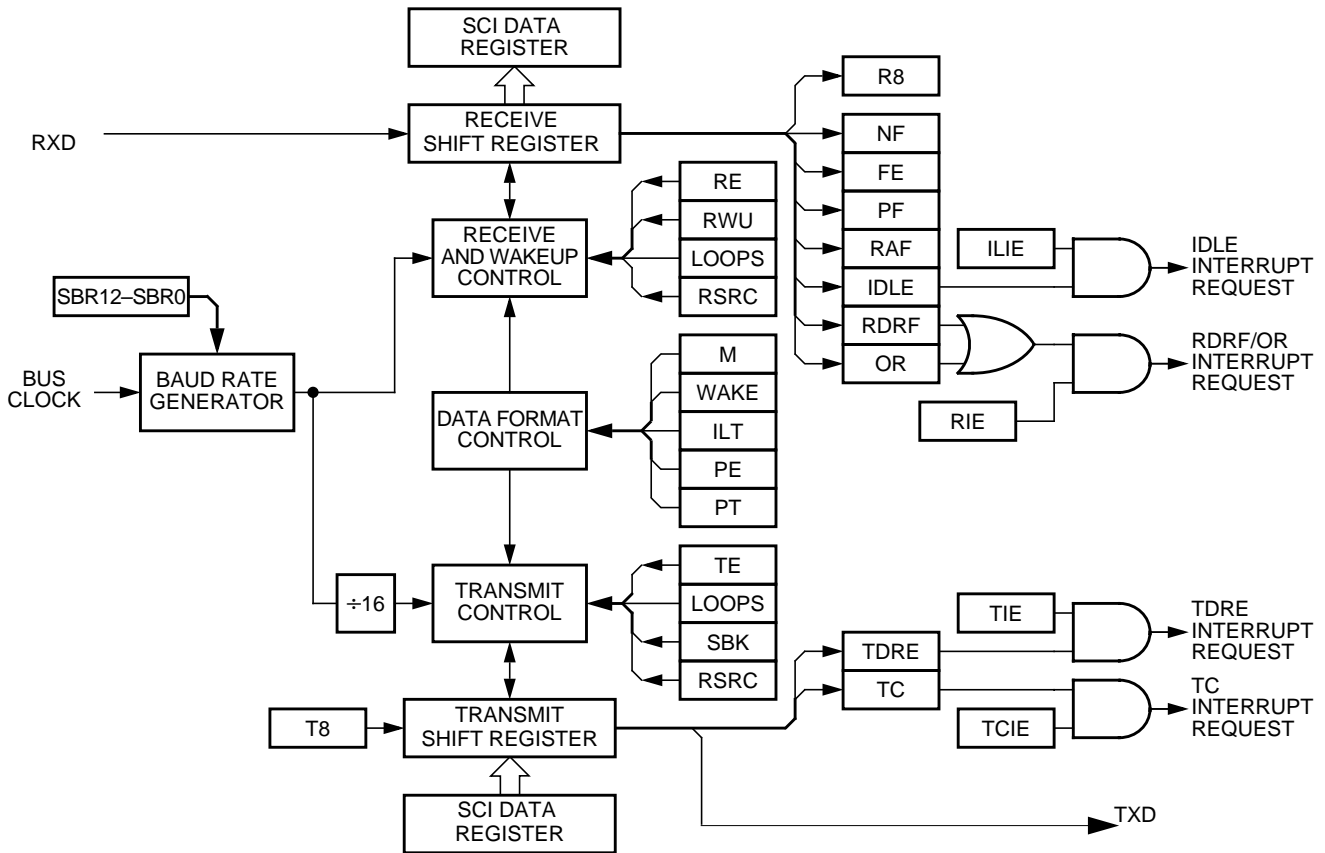 SCI DATA
REGISTER
R8
RECEIVE
SHIFT REGISTER
RXD
NF
FE
PF
RAF
IDLE
RDRF
OR
RE
RWU
LOOPS
RSRC
RECEIVE
AND WAKEUP
CONTROL
ILIE
IDLE
INTERRUPT
REQUEST
SBR12–SBR0
RDRF/OR
INTERRUPT
REQUEST
RIE
BUS
CLOCK
BAUD RATE
GENERATOR
DATA FORMAT
CONTROL
M
WAKE
ILT
PE
PT
÷16
TRANSMIT
CONTROL
TE
LOOPS
SBK
RSRC
TIE
TDRE
INTERRUPT
REQUEST
TDRE
TC
TC
INTERRUPT
REQUEST
TCIE
T8
TRANSMIT
SHIFT REGISTER
SCI DATA
REGISTER
TXD